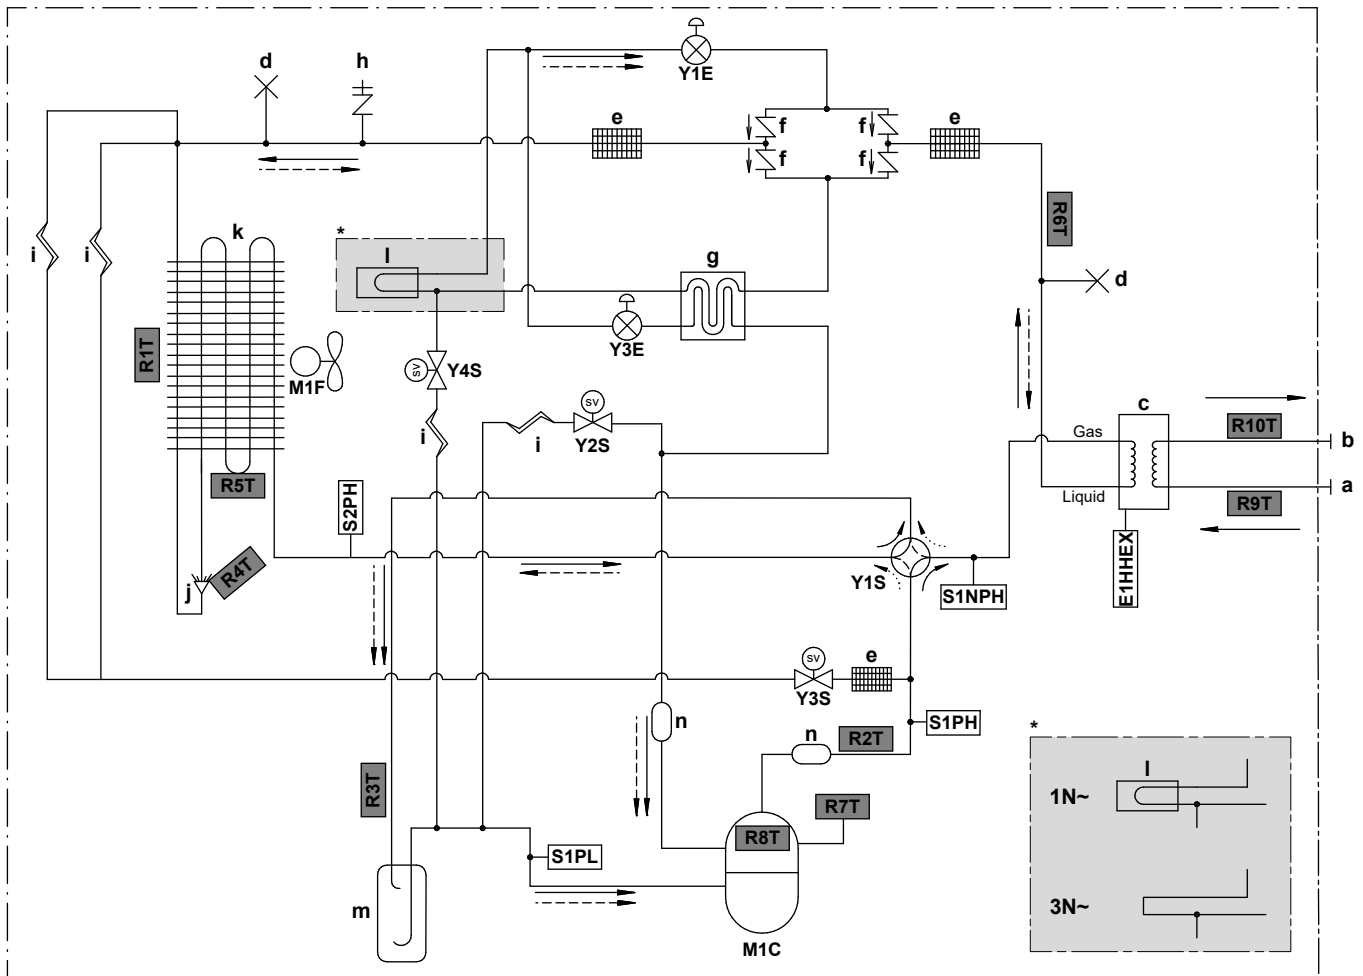 Y1E
d
h
e
f
f
e
f
f
R6T
*
k
l
g
i
i
d
R1T
M1F
Y3E
sv
Y4S
sv
c
R10T
i
i
Y2S
Gas
b
R5T
Liquid
a
S2PH
R9T
R4T
j
Y1S
S1NPH
E1HHEX
sv
e
Y3S
n
n
R2T
S1PH
*
R3T
R7T
l
1N~
R8T
S1PL
m
3N~
M1C